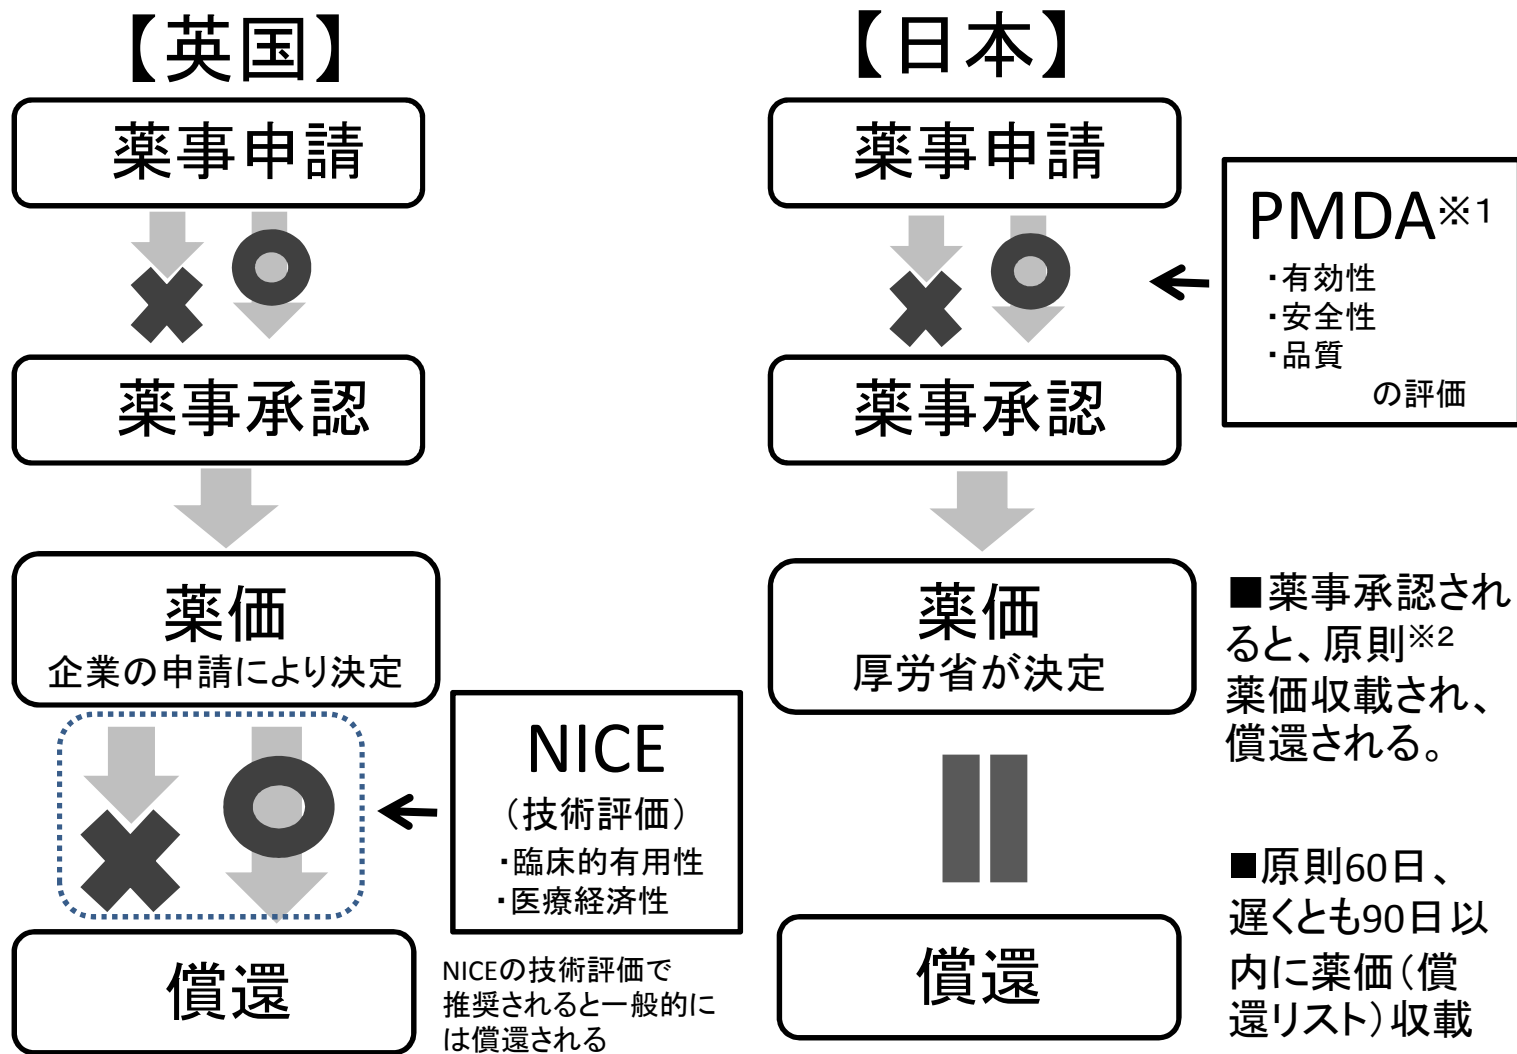 【英国】
薬事申請
薬事承認
薬価
企業の申請により決定
NICE
（技術評価）
・臨床的有用性
・医療経済性
償還
NICEの技術評価で
推奨されると一般的に
は償還される
【日本】
薬事申請
PMDA※1
・有効性
・安全性
・品質
の評価
薬事承認
薬価
厚労省が決定
償還
■薬事承認され
ると、原則※2
薬価収載され、
償還される。
■原則60日、
遅くとも90日以
内に薬価（償
還リスト）収載